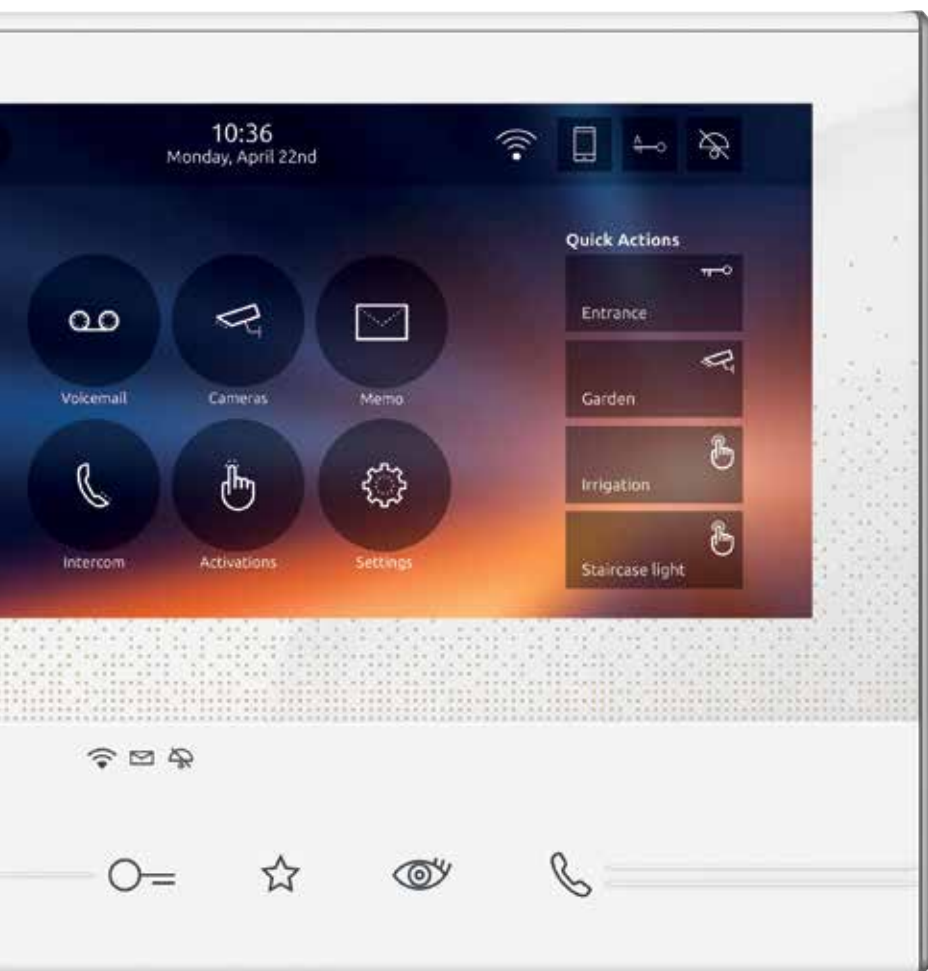 10:36
Monday, April 22nd
Quick Actions
Entrance
Voicemail
Cameras
Memo
Garden
Irrigation
Intercom
Activations
Settings
Staircase light